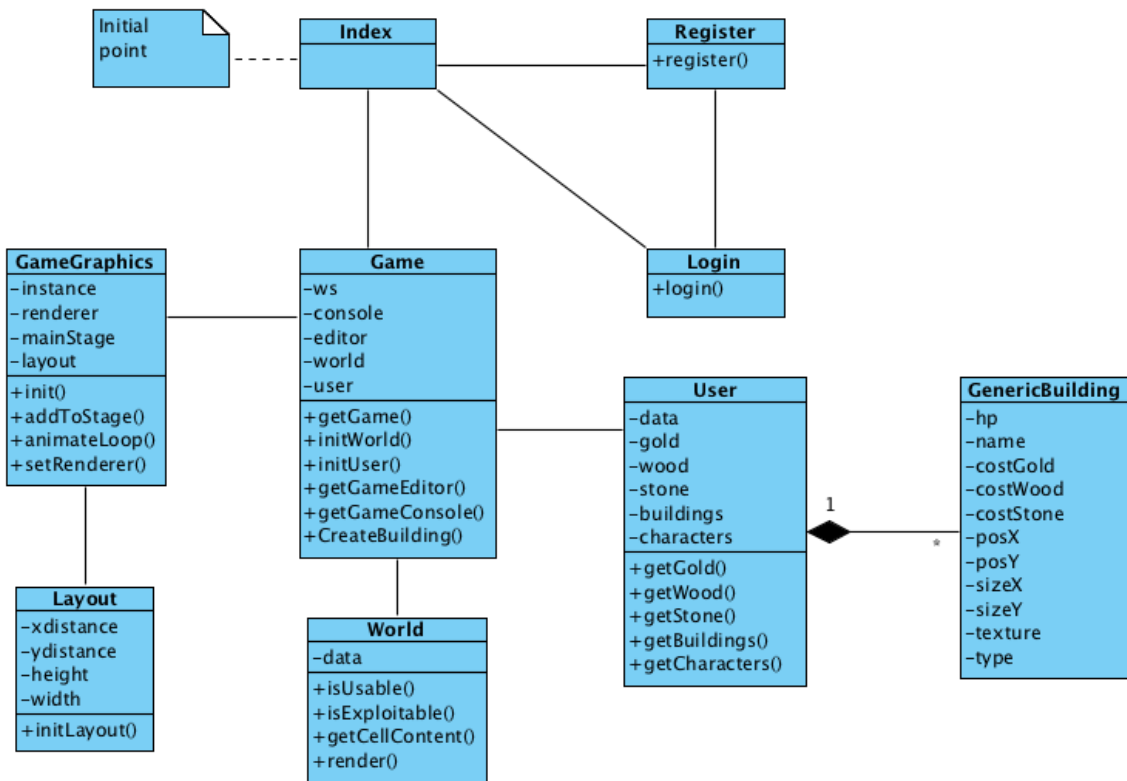 Initial
point
Index
Register
+register()
GameGraphics
-instance
-renderer
-mainStage
-layout
+init()
+addToStage()
+animateLoop()
+setRenderer()
Game
-ws
-console
-editor
-world
-user
+getGame()
+initWorld()
+initUser()
+getGameEditor()
+getGameConsole()
+CreateBuilding()
Login
+login()
User
-data
-gold
-wood
-stone
-buildings
-characters
+getGold()
+getWood()
+getStone()
+getBuildings()
+getCharacters()
1
*
GenericBuilding
-hp
-name
-costGold
-costWood
-costStone
-posX
-posY
-sizeX
-sizeY
-texture
-type
Layout
-xdistance
-ydistance
-height
-width
+initLayout()
World
-data
+isUsable()
+isExploitable()
+getCellContent()
+render()